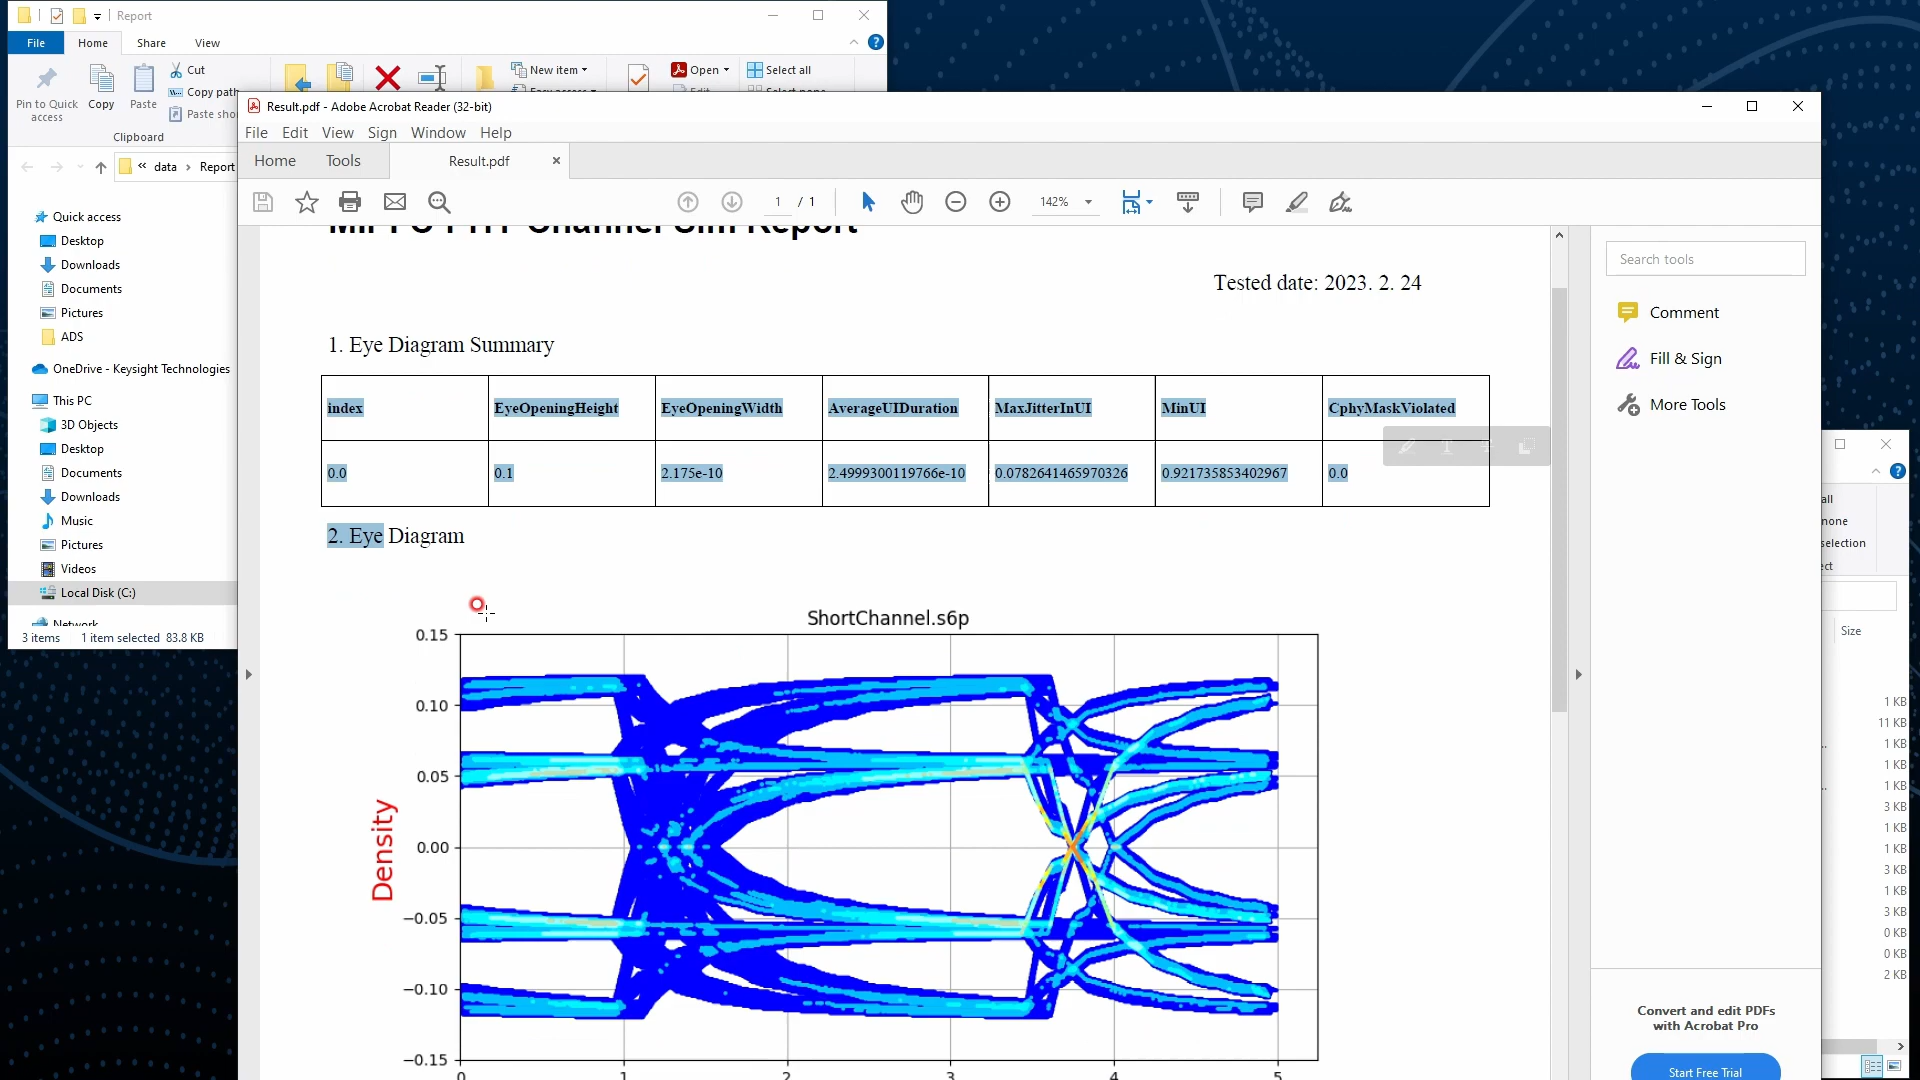 Report
File Home Share View
Pin to Quick access
Copy
Paste
Cut
Copy path
Clipboard
New item
Open
Select all
data › Report
Quick access
Desktop
Downloads
Documents
Pictures
ADS
OneDrive - Keysight Technologies
This PC
3D Objects
Desktop
Documents
Downloads
Music
Pictures
Videos
Local Disk (C:)
Network
3 items 1 item selected 83.8 KB
Result.pdf - Adobe Acrobat Reader (32-bit)
File Edit View Sign Window Help
Home Tools Result.pdf
1 / 1 142%
Channel Sim Report
Tested date: 2023. 2. 24
1. Eye Diagram Summary
index EyeOpeningHeight EyeOpeningWidth AverageUIDuration MaxJitterInUI MinUI CphyMaskViolated
0.0 0.1 2.175e-10 2.4999300119766e-10 0.0782641465970326 0.921735853402967 0.0
2. Eye Diagram
ShortChannel.s6p
0.15
0.10
0.05
0.00
−0.05
−0.10
−0.15
Density
0 1 2 3 4 5
Search tools
Comment
Fill & Sign
More Tools
Convert and edit PDFs
with Acrobat Pro
Start Free Trial
all
none
selection
Size
1 KB
11 KB
1 KB
1 KB
1 KB
3 KB
1 KB
1 KB
3 KB
1 KB
3 KB
0 KB
0 KB
2 KB